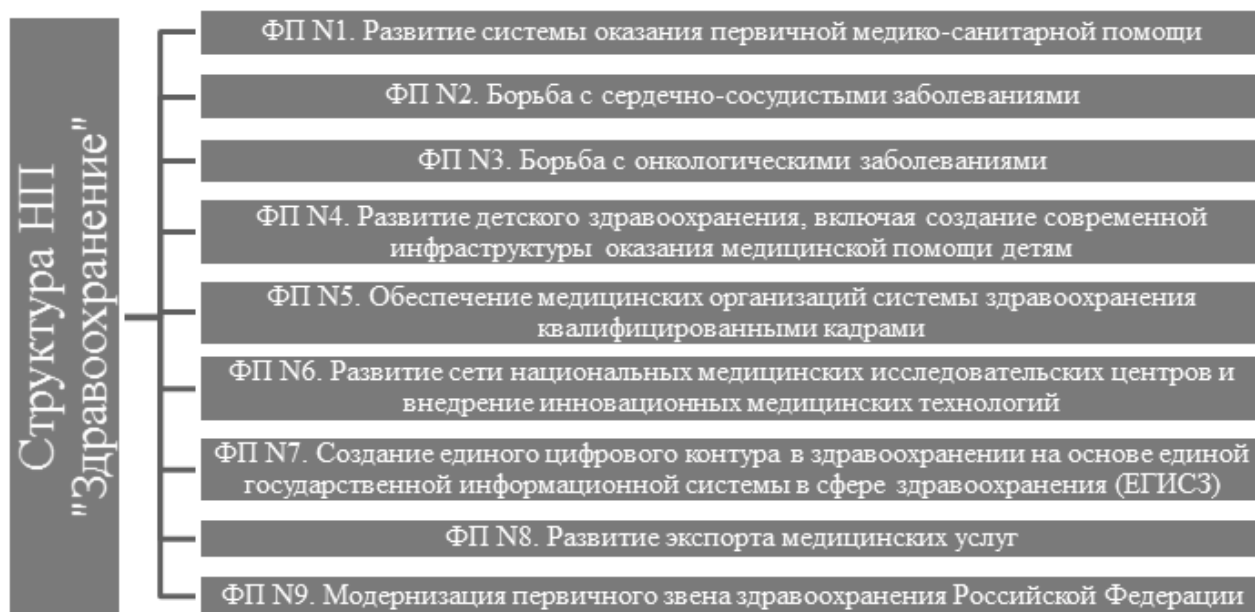 Структура НП
"Здравоохранение"
ФП N1. Развитие системы оказания первичной медико-санитарной помощи
ФП N2. Борьба с сердечно-сосудистыми заболеваниями
ФП N3. Борьба с онкологическими заболеваниями
ФП N4. Развитие детского здравоохранения, включая создание современной
инфраструктуры оказания медицинской помощи детям
ФП N5. Обеспечение медицинских организаций системы здравоохранения
квалифицированными кадрами
ФП N6. Развитие сети национальных медицинских исследовательских центров и
внедрение инновационных медицинских технологий
ФП N7. Создание единого цифрового контура в здравоохранении на основе единой
государственной информационной системы в сфере здравоохранения (ЕГИСЗ)
ФП N8. Развитие экспорта медицинских услуг
ФП N9. Модернизация первичного звена здравоохранения Российской Федерации